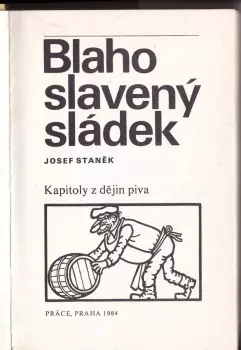 Blaho
slavený
sládek
JOSEF STANĚK
Kapitoly z dějin piva
PRÁCE, PRAHA 1984